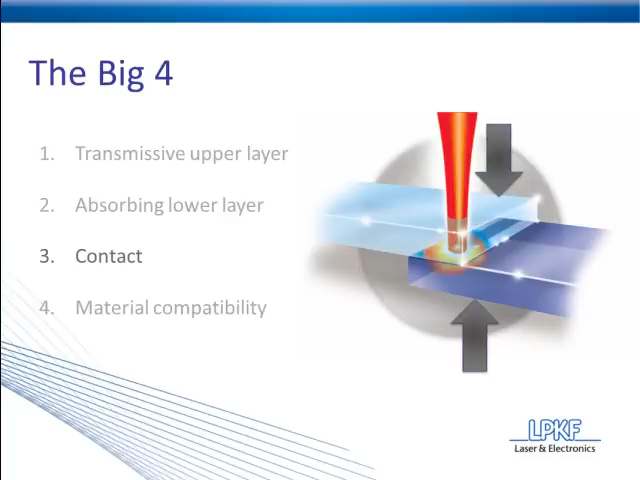 The Big 4
1. Transmissive upper layer
2. Absorbing lower layer
3. Contact
4. Material compatibility
LPKF
Laser & Electronics